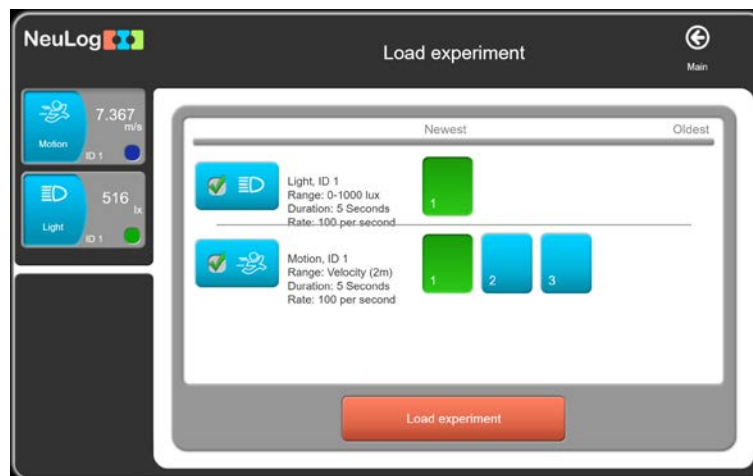 NeuLog
Load experiment
Main
7.367
m/s
Motion
ID 1
516
lx
Light
ID 1
Newest
Oldest
Light, ID 1
Range: 0-1000 lux
Duration: 5 Seconds
Rate: 100 per second
1
Motion, ID 1
Range: Velocity (2m)
Duration: 5 Seconds
Rate: 100 per second
1
2
3
Load experiment